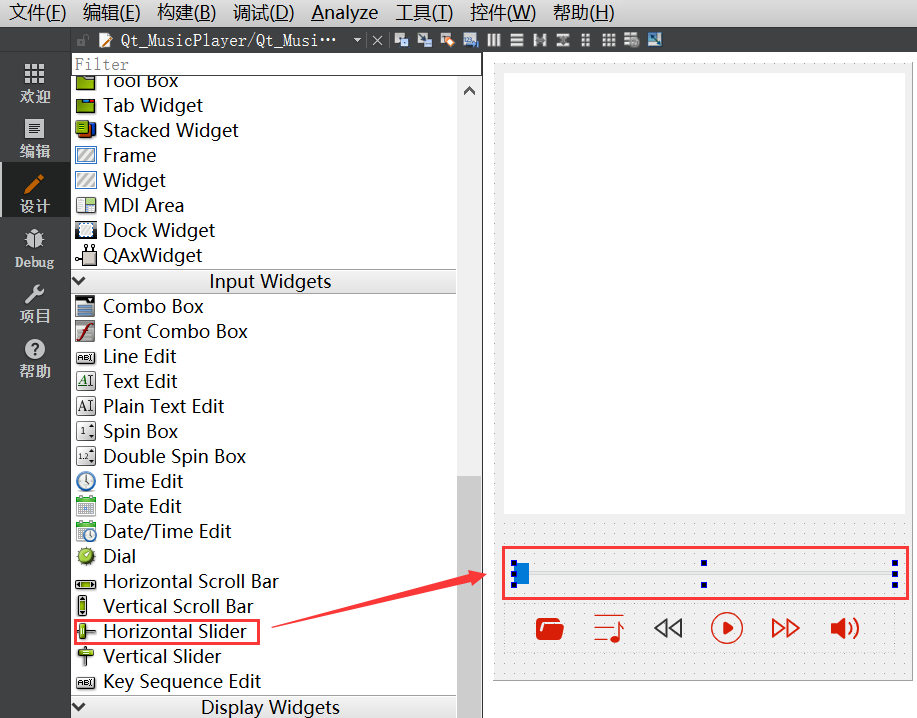 文件(F) 编辑(E) 构建(B) 调试(D) Analyze 工具(T) 控件(W) 帮助(H)
Qt_MusicPlayer/Qt_Musi···
欢迎
编辑
设计
Debug
项目
帮助
Filter
Tool Box
Tab Widget
Stacked Widget
Frame
Widget
MDI Area
Dock Widget
QAxWidget
Input Widgets
Combo Box
Font Combo Box
Line Edit
Text Edit
Plain Text Edit
Spin Box
Double Spin Box
Time Edit
Date Edit
Date/Time Edit
Dial
Horizontal Scroll Bar
Vertical Scroll Bar
Horizontal Slider
Vertical Slider
Key Sequence Edit
Display Widgets